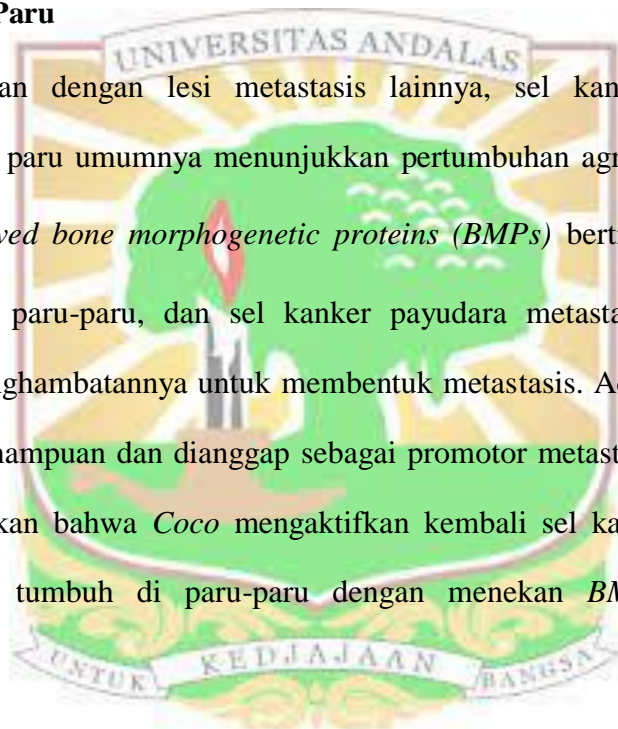 Paru
UNIVERSITAS ANDALAS
an dengan lesi metastasis lainnya, sel kan
paru umumnya menunjukkan pertumbuhan agr
ved bone morphogenetic proteins (BMPs) bert
paru-paru, dan sel kanker payudara metasta
nghambatannya untuk membentuk metastasis. A
nampuan dan dianggap sebagai promotor metast
kan bahwa Coco mengaktifkan kembali sel ka
tumbuh di paru-paru dengan menekan BM
UNTUK KEDJAJAAN BANGSA